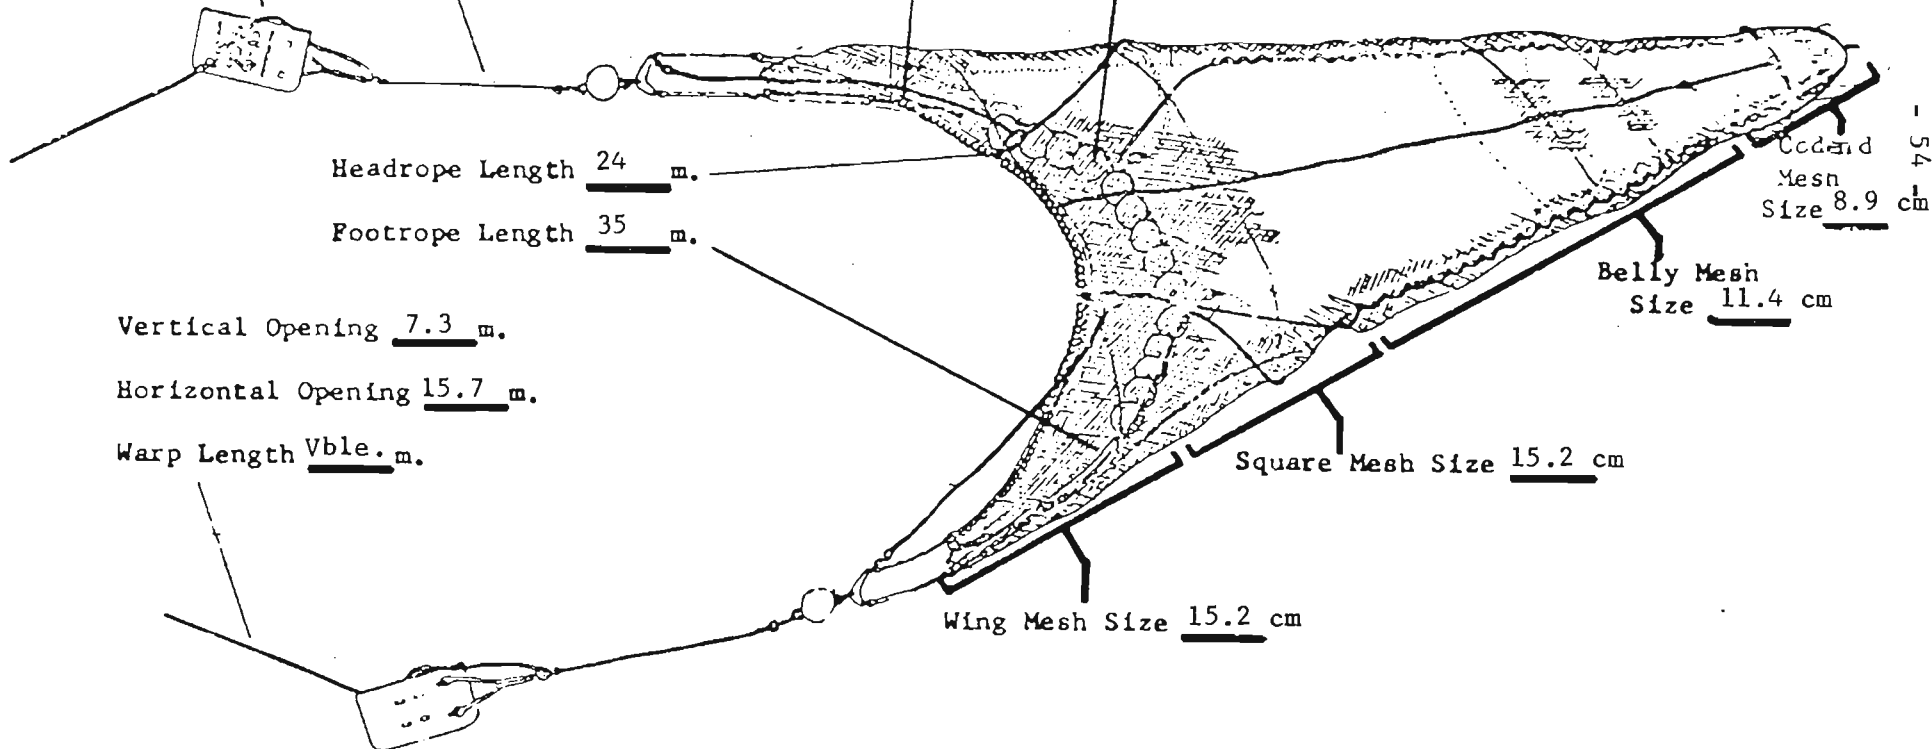 Headrope Length 24 m.
Footrope Length 35 m.
Vertical Opening 7.3 m.
Horizontal Opening 15.7 m.
Warp Length Vble. m.
- 54 -
Codend
Mesh
Size 8.9 cm
Belly Mesh
Size 11.4 cm
Square Mesh Size 15.2 cm
Wing Mesh Size 15.2 cm